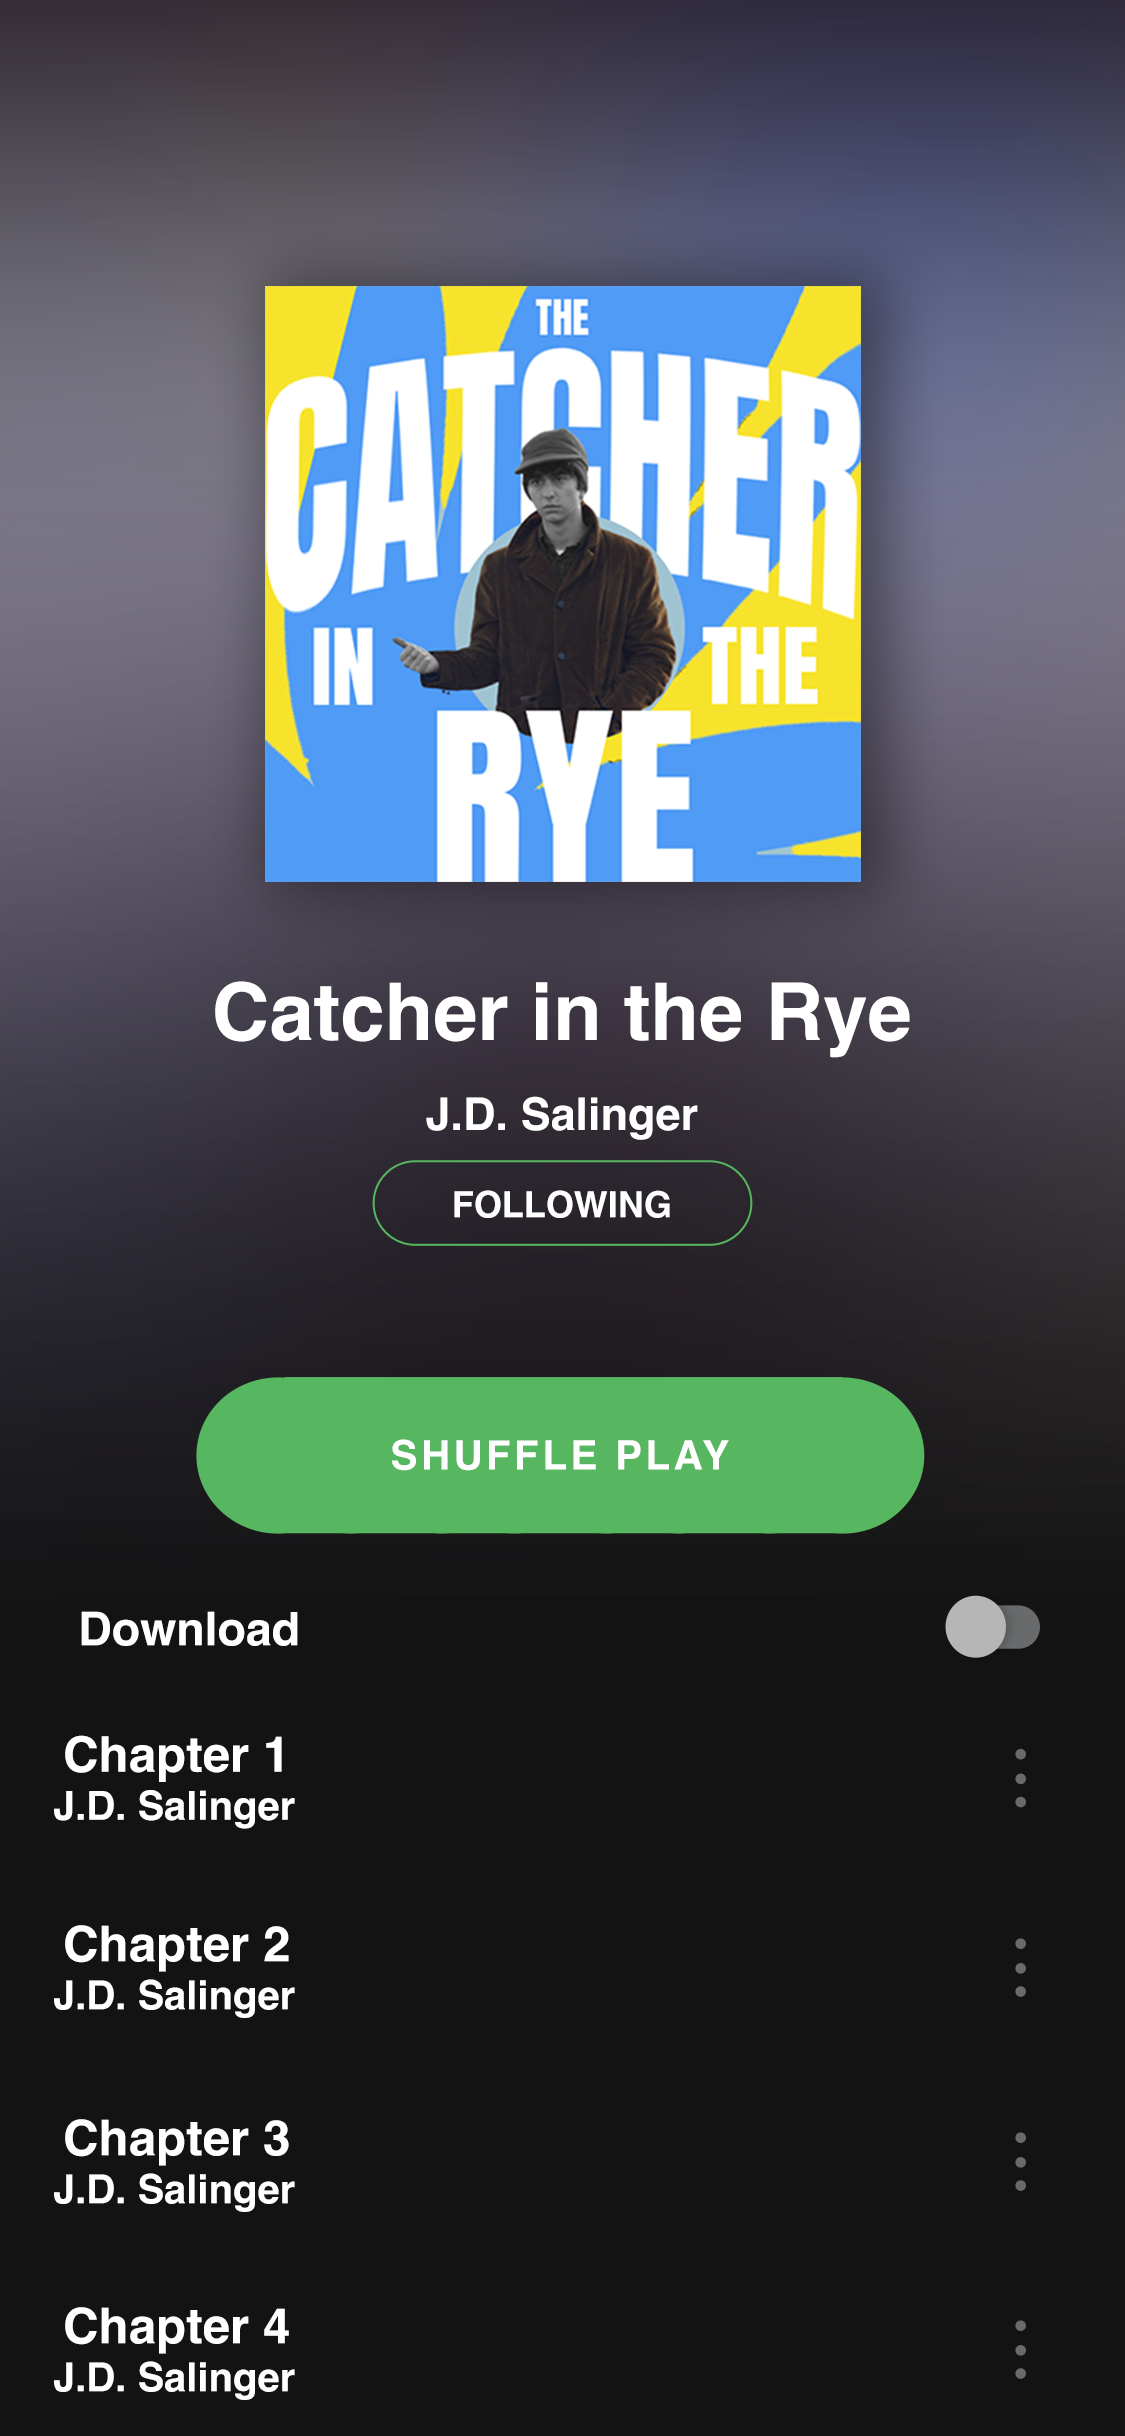 THE
CATCHER
IN THE
RYE
Catcher in the Rye
J.D. Salinger
FOLLOWING
SHUFFLE PLAY
Download
Chapter 1
J.D. Salinger
Chapter 2
J.D. Salinger
Chapter 3
J.D. Salinger
Chapter 4
J.D. Salinger